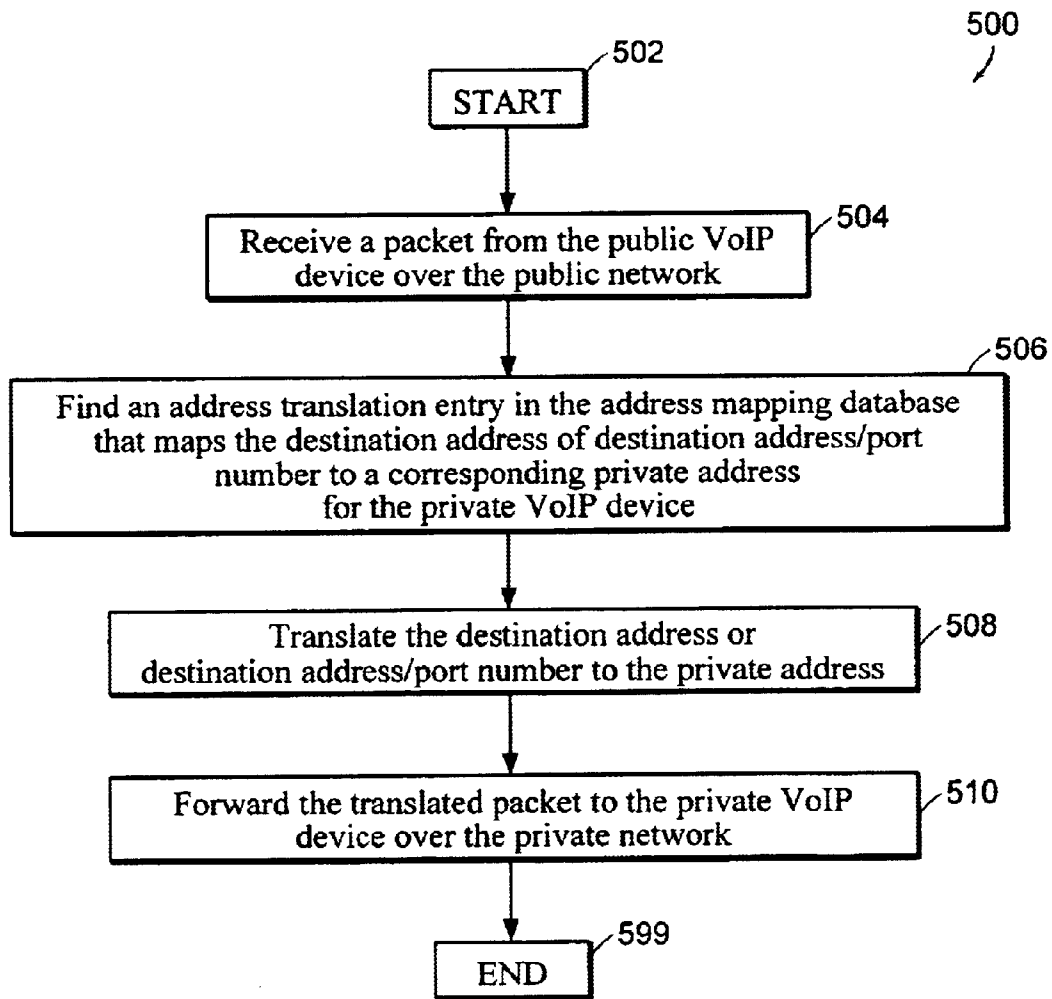 500
502
START
504
Receive a packet from the public VoIP
device over the public network
506
Find an address translation entry in the address mapping database
that maps the destination address of destination address/port
number to a corresponding private address
for the private VoIP device
Translate the destination address or
destination address/port number to the private address
508
Forward the translated packet to the private VoIP
device over the private network
510
599
END